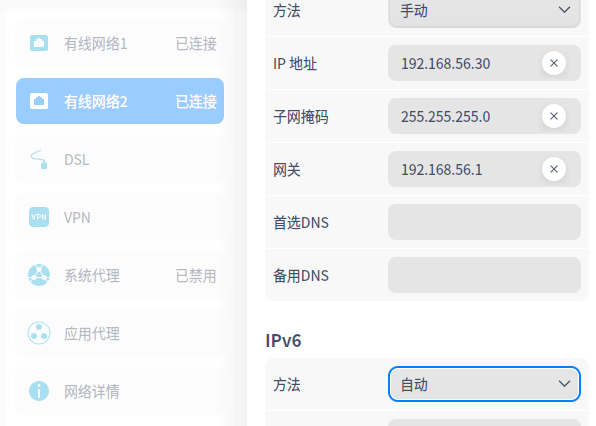 有线网络1 已连接
有线网络2 已连接
DSL
VPN VPN
系统代理 已禁用
应用代理
网络详情
方法 手动
IP 地址 192.168.56.30
子网掩码 255.255.255.0
网关 192.168.56.1
首选DNS
备用DNS
IPv6
方法 自动